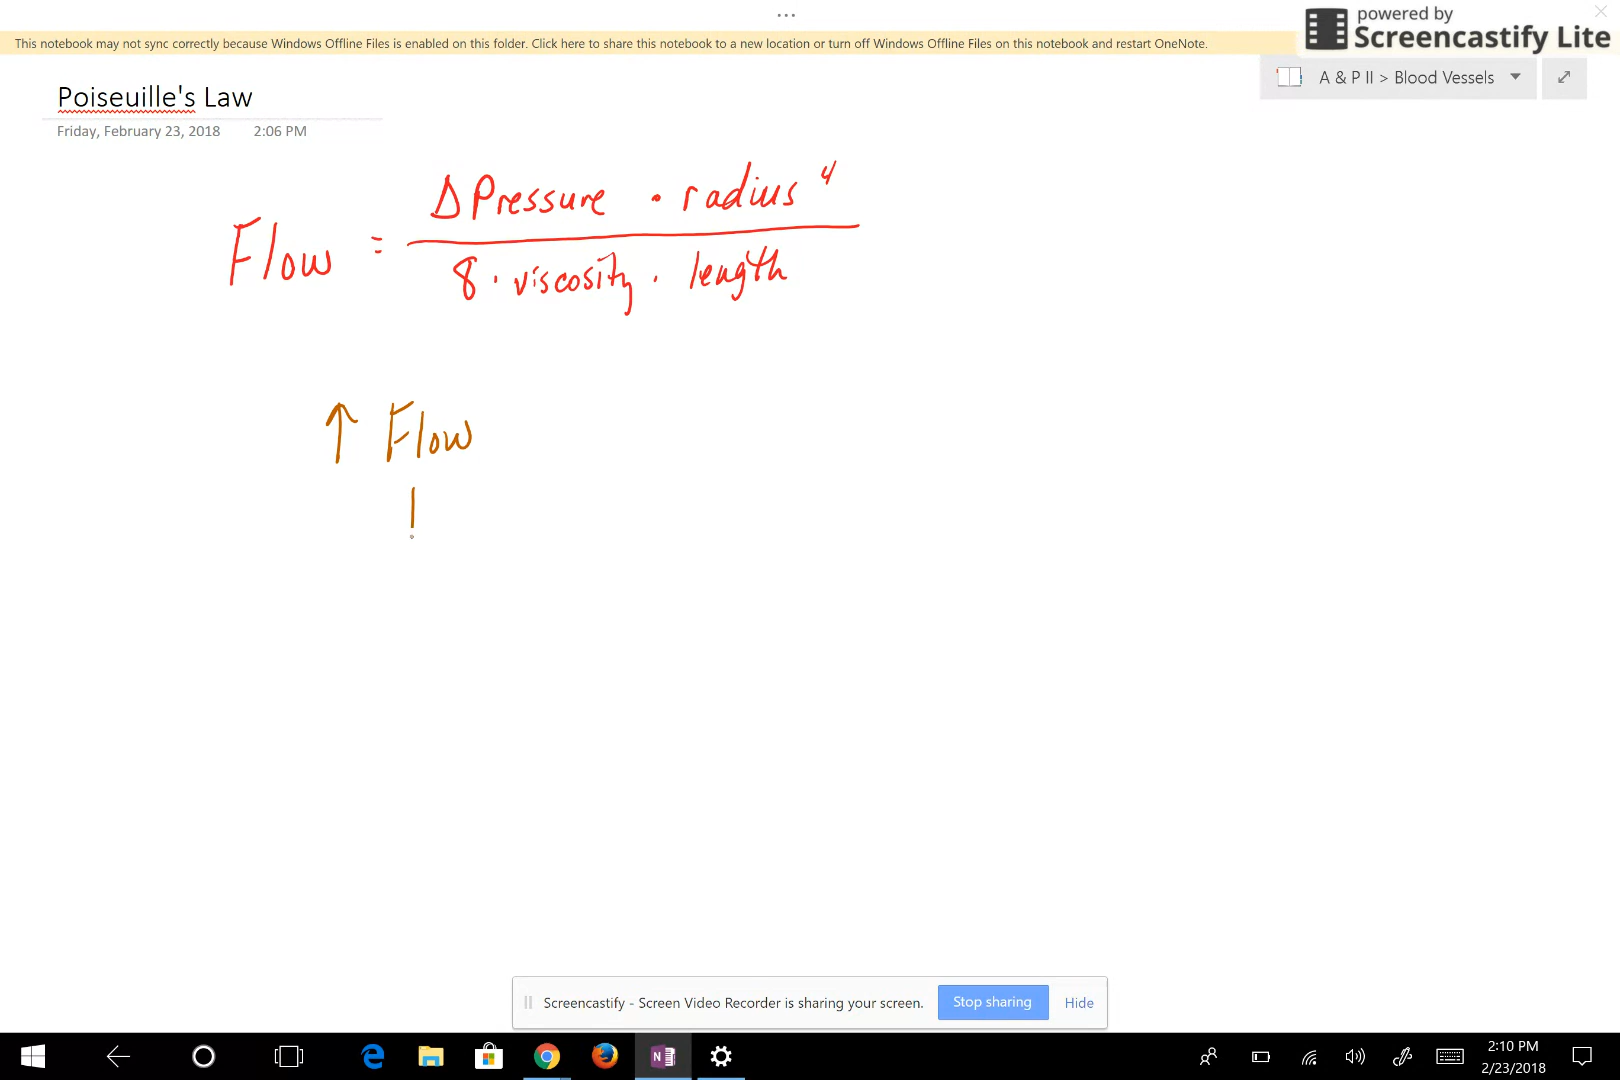 powered by
Screencastify Lite
This notebook may not sync correctly because Windows Offline Files is enabled on this folder. Click here to share this notebook to a new location or turn off Windows Offline Files on this notebook and restart OneNote.
A & P II > Blood Vessels
Poiseuille's Law
Friday, February 23, 2018 2:06 PM
Flow = Δ Pressure · radius⁴
8 · viscosity · length
↑ Flow
Screencastify - Screen Video Recorder is sharing your screen. Stop sharing Hide
2:10 PM
2/23/2018